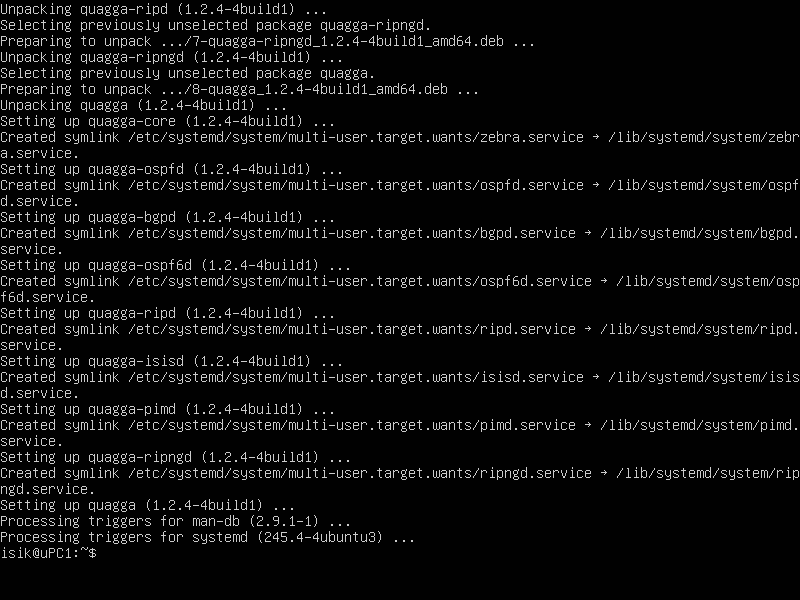 Unpacking quagga-ripd (1.2.4-4build1) ...
Selecting previously unselected package quagga-ripngd.
Preparing to unpack .../7-quagga-ripngd_1.2.4-4build1_amd64.deb ...
Unpacking quagga-ripngd (1.2.4-4build1) ...
Selecting previously unselected package quagga.
Preparing to unpack .../8-quagga_1.2.4-4build1_amd64.deb ...
Unpacking quagga (1.2.4-4build1) ...
Setting up quagga-core (1.2.4-4build1) ...
Created symlink /etc/systemd/system/multi-user.target.wants/zebra.service → /lib/systemd/system/zebr
a.service.
Setting up quagga-ospfd (1.2.4-4build1) ...
Created symlink /etc/systemd/system/multi-user.target.wants/ospfd.service → /lib/systemd/system/ospf
d.service.
Setting up quagga-bgpd (1.2.4-4build1) ...
Created symlink /etc/systemd/system/multi-user.target.wants/bgpd.service → /lib/systemd/system/bgpd.
service.
Setting up quagga-ospf6d (1.2.4-4build1) ...
Created symlink /etc/systemd/system/multi-user.target.wants/ospf6d.service → /lib/systemd/system/osp
f6d.service.
Setting up quagga-ripd (1.2.4-4build1) ...
Created symlink /etc/systemd/system/multi-user.target.wants/ripd.service → /lib/systemd/system/ripd.
service.
Setting up quagga-isisd (1.2.4-4build1) ...
Created symlink /etc/systemd/system/multi-user.target.wants/isisd.service → /lib/systemd/system/isis
d.service.
Setting up quagga-pimd (1.2.4-4build1) ...
Created symlink /etc/systemd/system/multi-user.target.wants/pimd.service → /lib/systemd/system/pimd.
service.
Setting up quagga-ripngd (1.2.4-4build1) ...
Created symlink /etc/systemd/system/multi-user.target.wants/ripngd.service → /lib/systemd/system/rip
ngd.service.
Setting up quagga (1.2.4-4build1) ...
Processing triggers for man-db (2.9.1-1) ...
Processing triggers for systemd (245.4-4ubuntu3) ...
isik@uPC1:~$